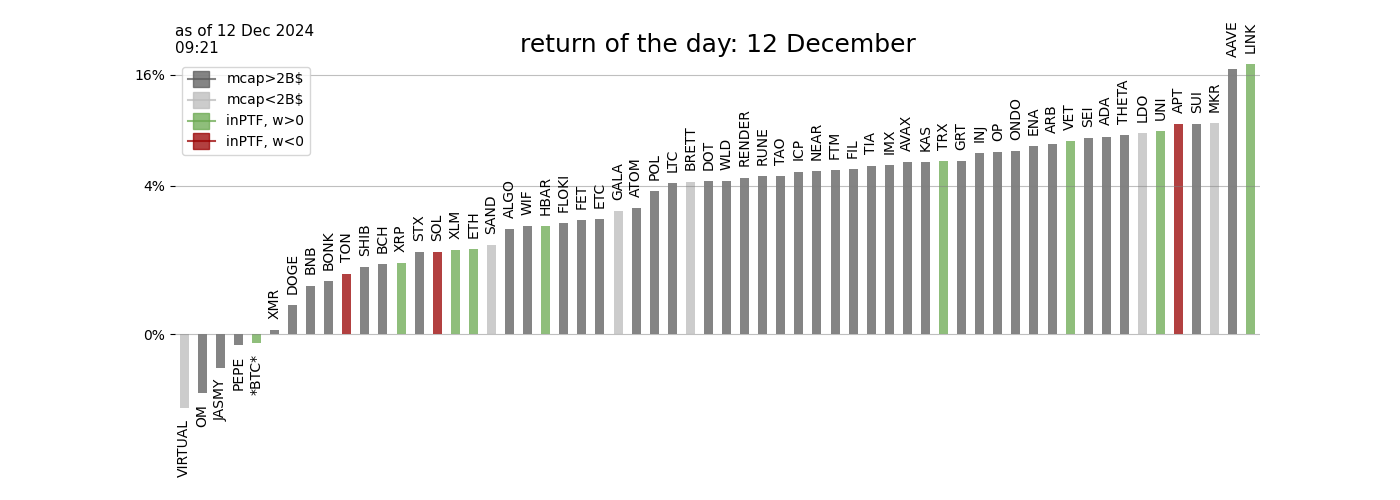 as of 12 Dec 2024
09:21
return of the day: 12 December
16%
4%
0%
mcap>2B$
mcap<2B$
inPTF, w>0
inPTF, w<0
VIRTUAL
OM
JASMY
PEPE
*BTC*
XMR
DOGE
BNB
BONK
TON
SHIB
BCH
XRP
STX
SOL
XLM
ETH
SAND
ALGO
WIF
HBAR
FLOKI
FET
ETC
GALA
ATOM
POL
LTC
BRETT
DOT
WLD
RENDER
RUNE
TAO
ICP
NEAR
FTM
FIL
TIA
IMX
AVAX
KAS
TRX
GRT
INJ
OP
ONDO
ENA
ARB
VET
SEI
ADA
THETA
LDO
UNI
APT
SUI
MKR
AAVE
LINK